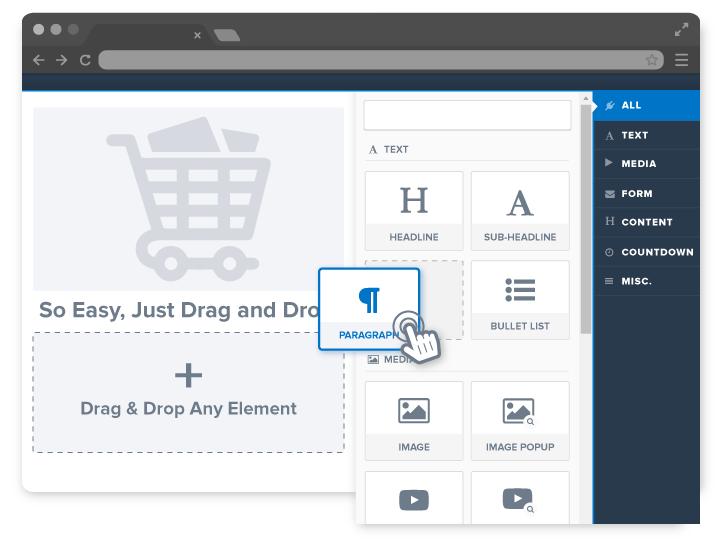 So Easy, Just Drag and Dro
Drag & Drop Any Element
TEXT
HEADLINE
SUB-HEADLINE
PARAGRAPH
BULLET LIST
MEDIA
IMAGE
IMAGE POPUP
ALL
TEXT
MEDIA
FORM
CONTENT
COUNTDOWN
MISC.